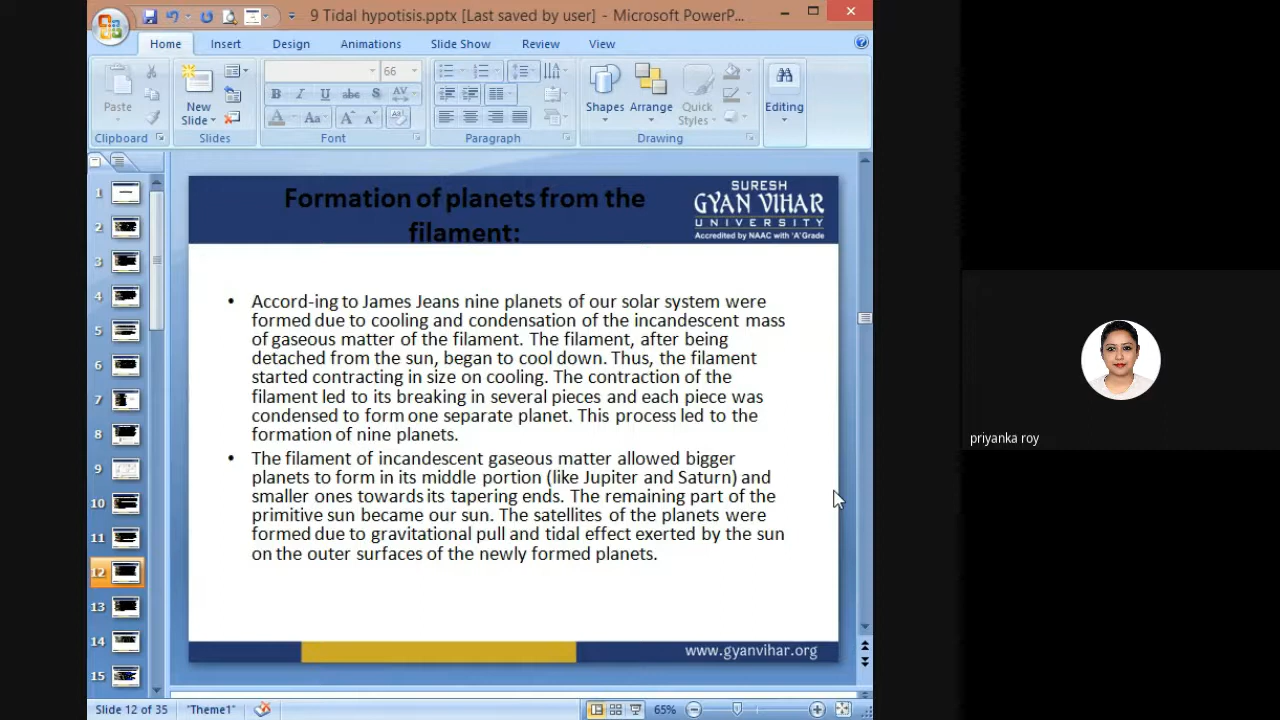 9 Tidal hypotisis.pptx [Last saved by user] - Microsoft PowerP...
Home Insert Design Animations Slide Show Review View
66
Paste New Slide Shapes Arrange Quick Styles Editing
Clipboard Slides Font Paragraph Drawing
Formation of planets from the
filament:
SURESH
GYAN VIHAR
UNIVERSITY
Accredited by NAAC with 'A' Grade
• Accord-ing to James Jeans nine planets of our solar system were
formed due to cooling and condensation of the incandescent mass
of gaseous matter of the filament. The filament, after being
detached from the sun, began to cool down. Thus, the filament
started contracting in size on cooling. The contraction of the
filament led to its breaking in several pieces and each piece was
condensed to form one separate planet. This process led to the
formation of nine planets.
• The filament of incandescent gaseous matter allowed bigger
planets to form in its middle portion (like Jupiter and Saturn) and
smaller ones towards its tapering ends. The remaining part of the
primitive sun became our sun. The satellites of the planets were
formed due to gravitational pull and tidal effect exerted by the sun
on the outer surfaces of the newly formed planets.
www.gyanvihar.org
1
2
3
4
5
6
7
8
9
10
11
12
13
14
15
Slide 12 of 35 "Theme1" 65%
priyanka roy